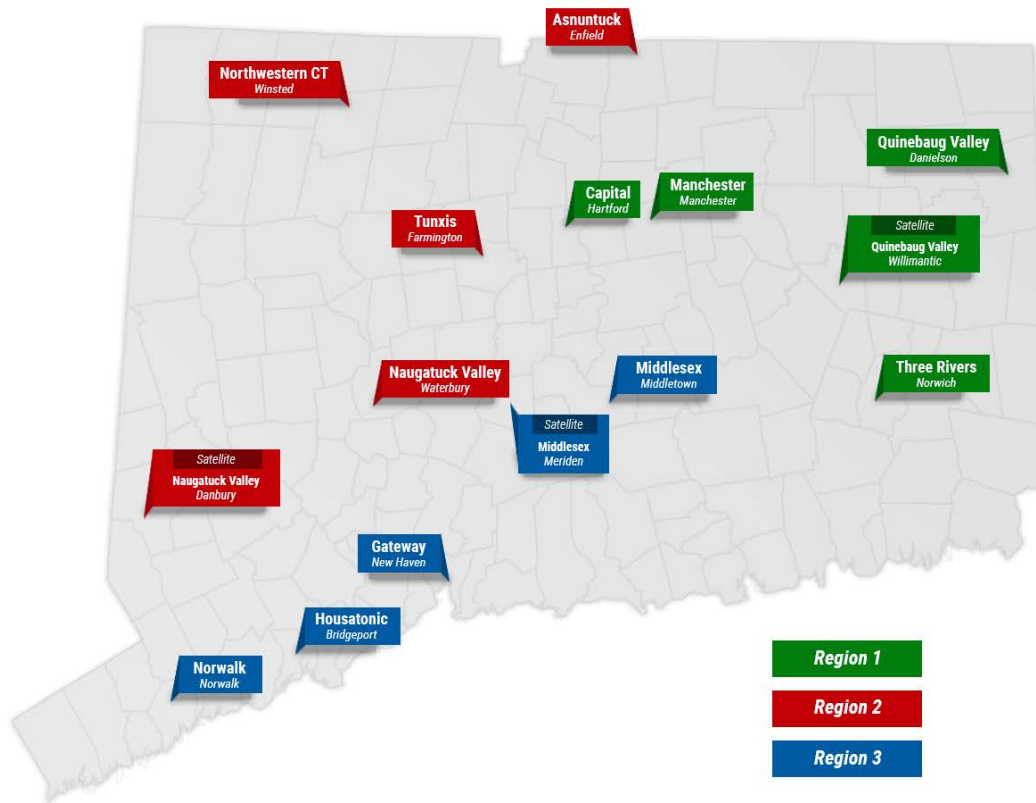 Asnuntuck
Enfield
Northwestern CT
Winsted
Quinebaug Valley
Danielson
Capital
Hartford
Manchester
Manchester
Tunxis
Farmington
Satellite
Quinebaug Valley
Willimantic
Naugatuck Valley
Waterbury
Middlesex
Middletown
Three Rivers
Norwich
Satellite
Middlesex
Meriden
Satellite
Naugatuck Valley
Danbury
Gateway
New Haven
Housatonic
Bridgeport
Norwalk
Norwalk
Region 1
Region 2
Region 3